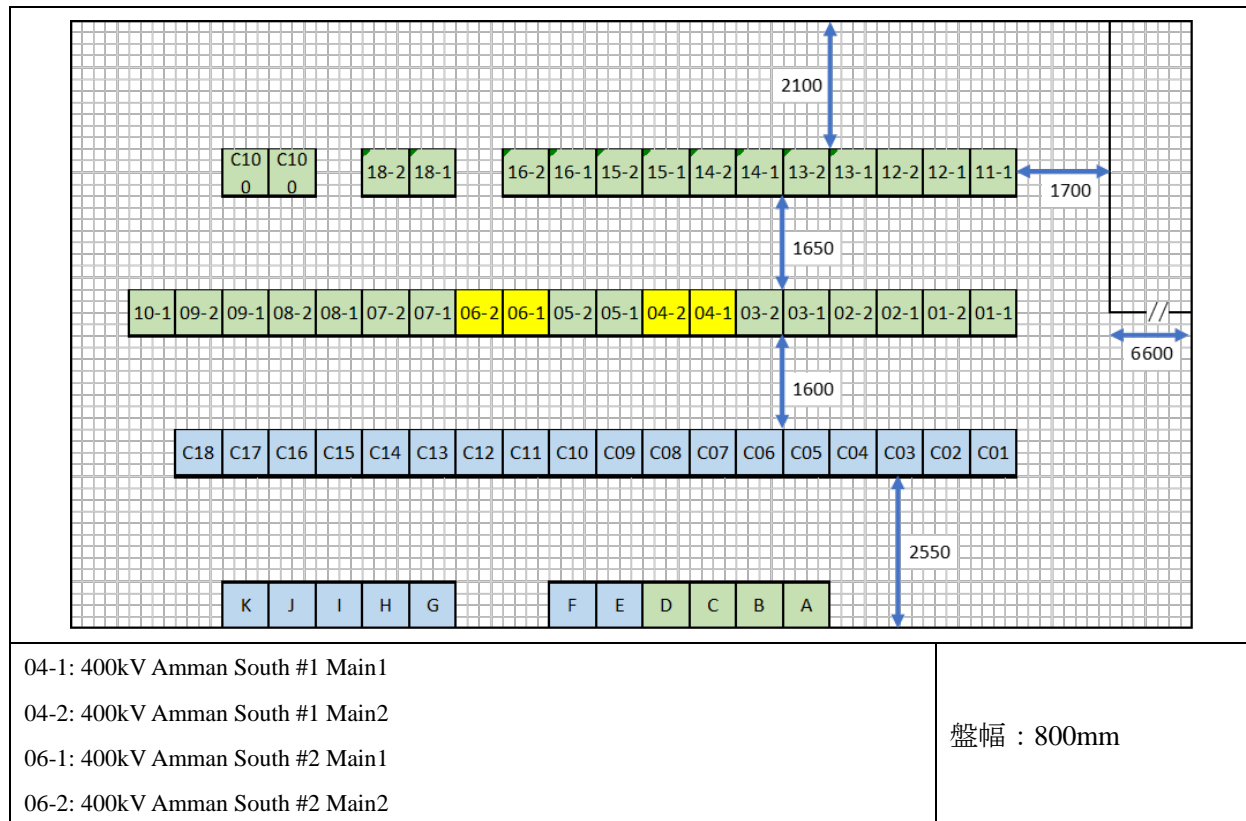 2100
C10 0 C10 0 18-2 18-1 16-2 16-1 15-2 15-1 14-2 14-1 13-2 13-1 12-2 12-1 11-1
1700
1650
10-1 09-2 09-1 08-2 08-1 07-2 07-1 06-2 06-1 05-2 05-1 04-2 04-1 03-2 03-1 02-2 02-1 01-2 01-1
6600
1600
C18 C17 C16 C15 C14 C13 C12 C11 C10 C09 C08 C07 C06 C05 C04 C03 C02 C01
2550
K J I H G F E D C B A
04-1: 400kV Amman South #1 Main1
04-2: 400kV Amman South #1 Main2
06-1: 400kV Amman South #2 Main1
06-2: 400kV Amman South #2 Main2
盤幅：800mm